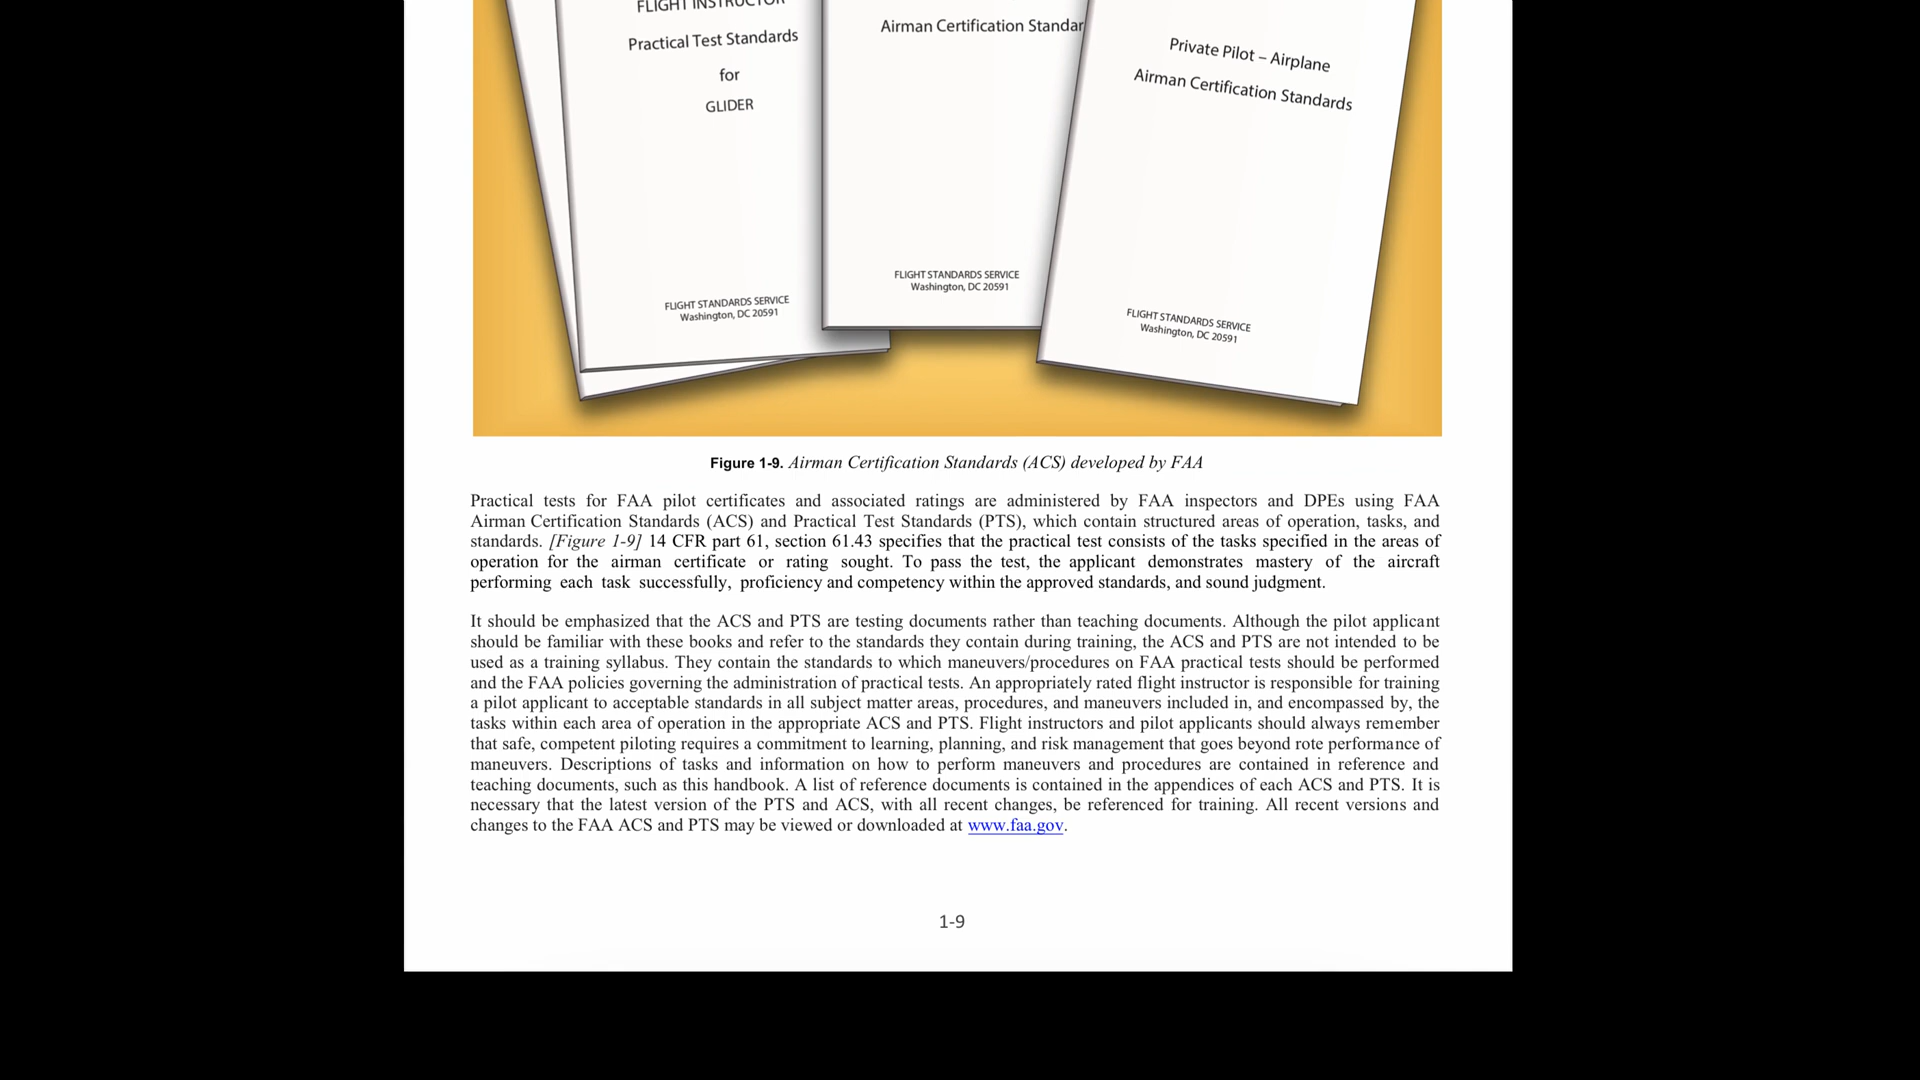 FLIGHT INSTRUCTOR
Practical Test Standards
for
GLIDER
FLIGHT STANDARDS SERVICE
Washington, DC 20591
Airman Certification Standar
FLIGHT STANDARDS SERVICE
Washington, DC 20591
Private Pilot – Airplane
Airman Certification Standards
FLIGHT STANDARDS SERVICE
Washington, DC 20591
Figure 1-9. Airman Certification Standards (ACS) developed by FAA
Practical tests for FAA pilot certificates and associated ratings are administered by FAA inspectors and DPEs using FAA
Airman Certification Standards (ACS) and Practical Test Standards (PTS), which contain structured areas of operation, tasks, and
standards. [Figure 1-9] 14 CFR part 61, section 61.43 specifies that the practical test consists of the tasks specified in the areas of
operation for the airman certificate or rating sought. To pass the test, the applicant demonstrates mastery of the aircraft
performing each task successfully, proficiency and competency within the approved standards, and sound judgment.
It should be emphasized that the ACS and PTS are testing documents rather than teaching documents. Although the pilot applicant
should be familiar with these books and refer to the standards they contain during training, the ACS and PTS are not intended to be
used as a training syllabus. They contain the standards to which maneuvers/procedures on FAA practical tests should be performed
and the FAA policies governing the administration of practical tests. An appropriately rated flight instructor is responsible for training
a pilot applicant to acceptable standards in all subject matter areas, procedures, and maneuvers included in, and encompassed by, the
tasks within each area of operation in the appropriate ACS and PTS. Flight instructors and pilot applicants should always remember
that safe, competent piloting requires a commitment to learning, planning, and risk management that goes beyond rote performance of
maneuvers. Descriptions of tasks and information on how to perform maneuvers and procedures are contained in reference and
teaching documents, such as this handbook. A list of reference documents is contained in the appendices of each ACS and PTS. It is
necessary that the latest version of the PTS and ACS, with all recent changes, be referenced for training. All recent versions and
changes to the FAA ACS and PTS may be viewed or downloaded at www.faa.gov.
1-9